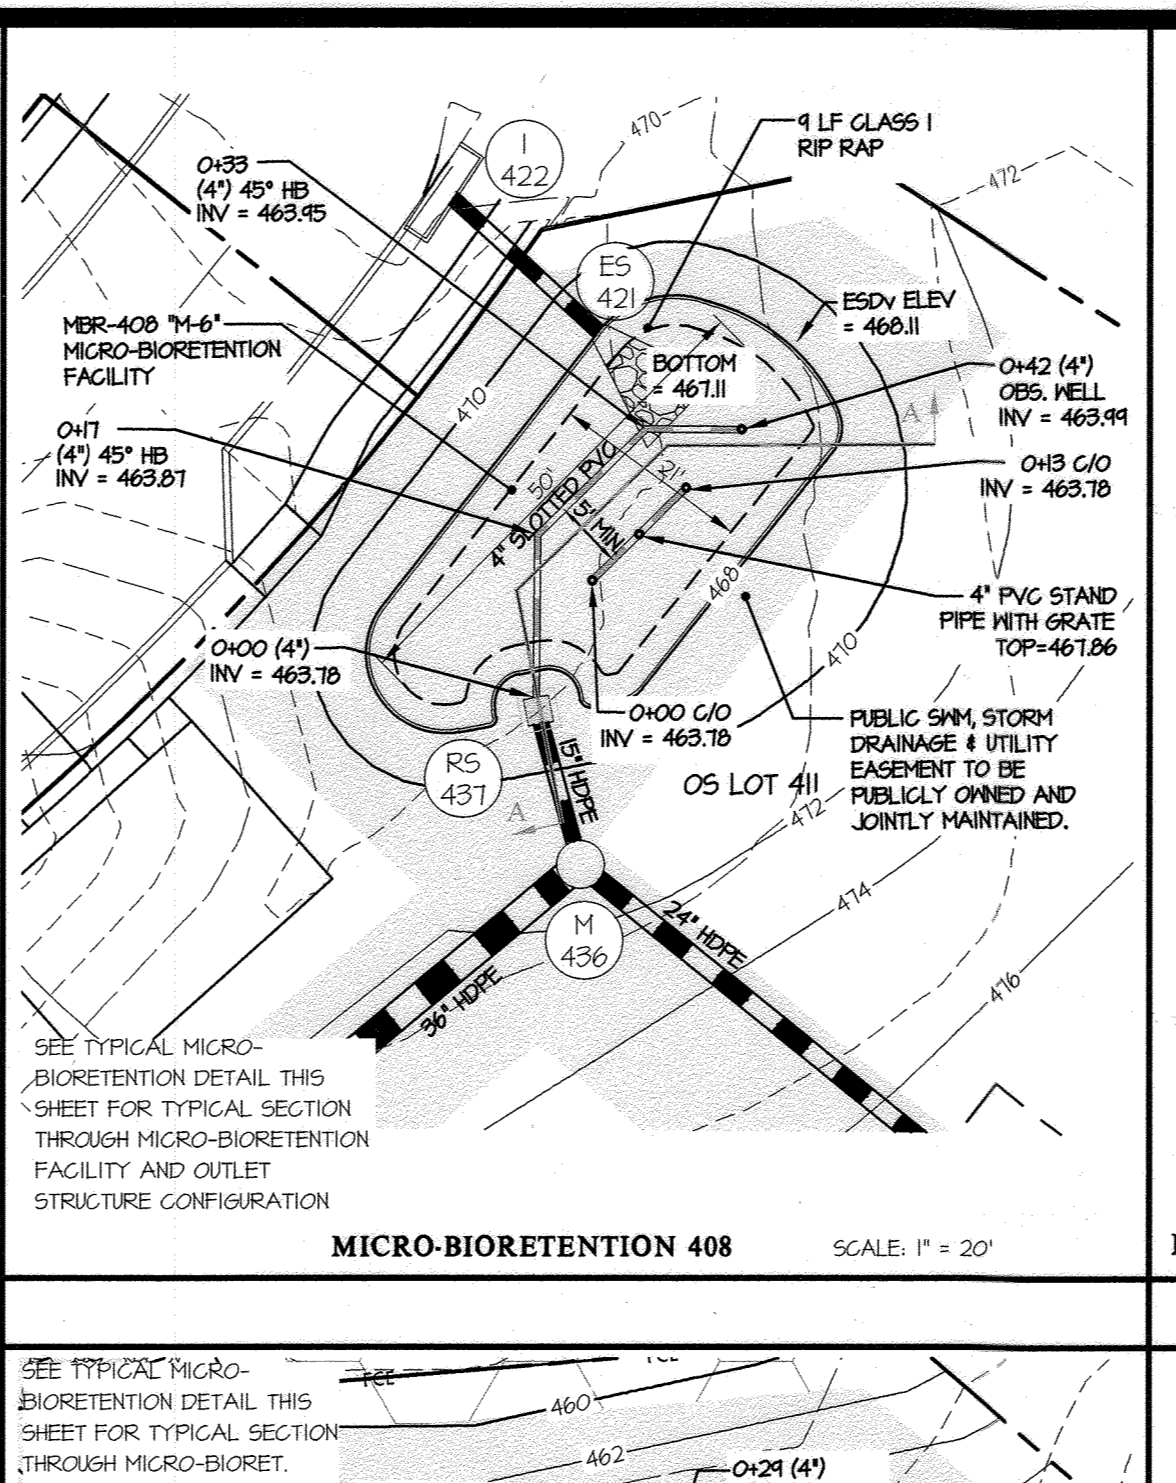 470
9 LF CLASS I
RIP RAP
I
422
0+33
(4") 45° HB
INV = 463.95
472
ES
421
ESDv ELEV
= 468.11
MBR-408 "M-6"
MICRO-BIORETENTION
FACILITY
BOTTOM
= 467.11
0+42 (4")
OBS. WELL
INV = 463.99
470
A
0+17
(4") 45° HB
INV = 463.87
0+13 C/O
INV = 463.78
50'
21'
4" SLOTTED PVC
5' MIN
468
4" PVC STAND
PIPE WITH GRATE
TOP=467.86
0+00 (4")
INV = 463.78
470
0+00 C/O
INV = 463.78
PUBLIC SWM, STORM
DRAINAGE & UTILITY
EASEMENT TO BE
PUBLICLY OWNED AND
JOINTLY MAINTAINED.
RS
437
15" HDPE
OS LOT 411
A
472
474
M
436
24" HDPE
36" HDPE
476
SEE TYPICAL MICRO-
BIORETENTION DETAIL THIS
SHEET FOR TYPICAL SECTION
THROUGH MICRO-BIORETENTION
FACILITY AND OUTLET
STRUCTURE CONFIGURATION
MICRO-BIORETENTION 408
SCALE: 1" = 20'
SEE TYPICAL MICRO-
BIORETENTION DETAIL THIS
SHEET FOR TYPICAL SECTION
THROUGH MICRO-BIORET.
460
462
0+29 (4")